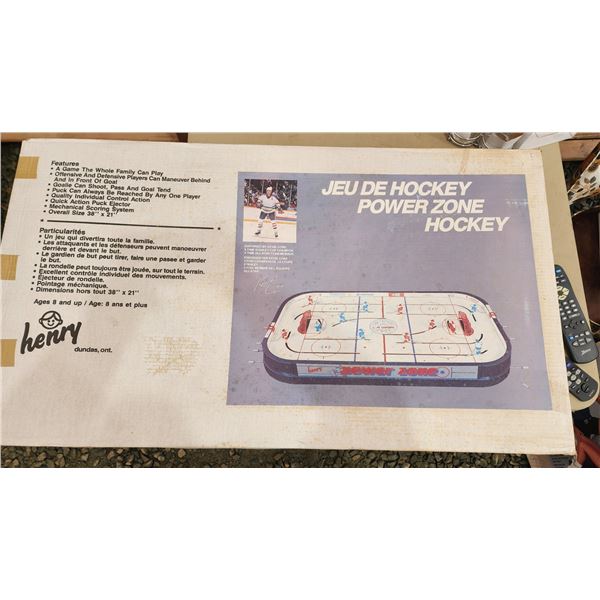 Features
• A Game The Whole Family Can Play
• Offensive And Defensive Players Can Maneuver Behind
And In Front Of Goal
• Goalie Can Shoot, Pass And Goal Tend
• Puck Can Always Be Reached By Any One Player
• Quality Individual Control Action
• Quick Action Puck Ejector
• Mechanical Scoring System
• Overall Size 38" x 21"
Particularités
• Un jeu qui divertira toute la famille.
• Les attaquants et les défenseurs peuvent manoeuvrer
derrière et devant le but.
• Le gardien de but peut tirer, faire une passe et garder
le but.
• La rondelle peut toujours être jouée, sur tout le terrain.
• Excellent contrôle individuel des mouvements.
• Éjecteur de rondelle.
• Pointage méchanique.
• Dimensions hors tout 38" x 21"
Ages 8 and up / Age: 8 ans et plus
henry
dundas, ont.
JEU DE HOCKEY
POWER ZONE
HOCKEY
henry
POWER ZONE